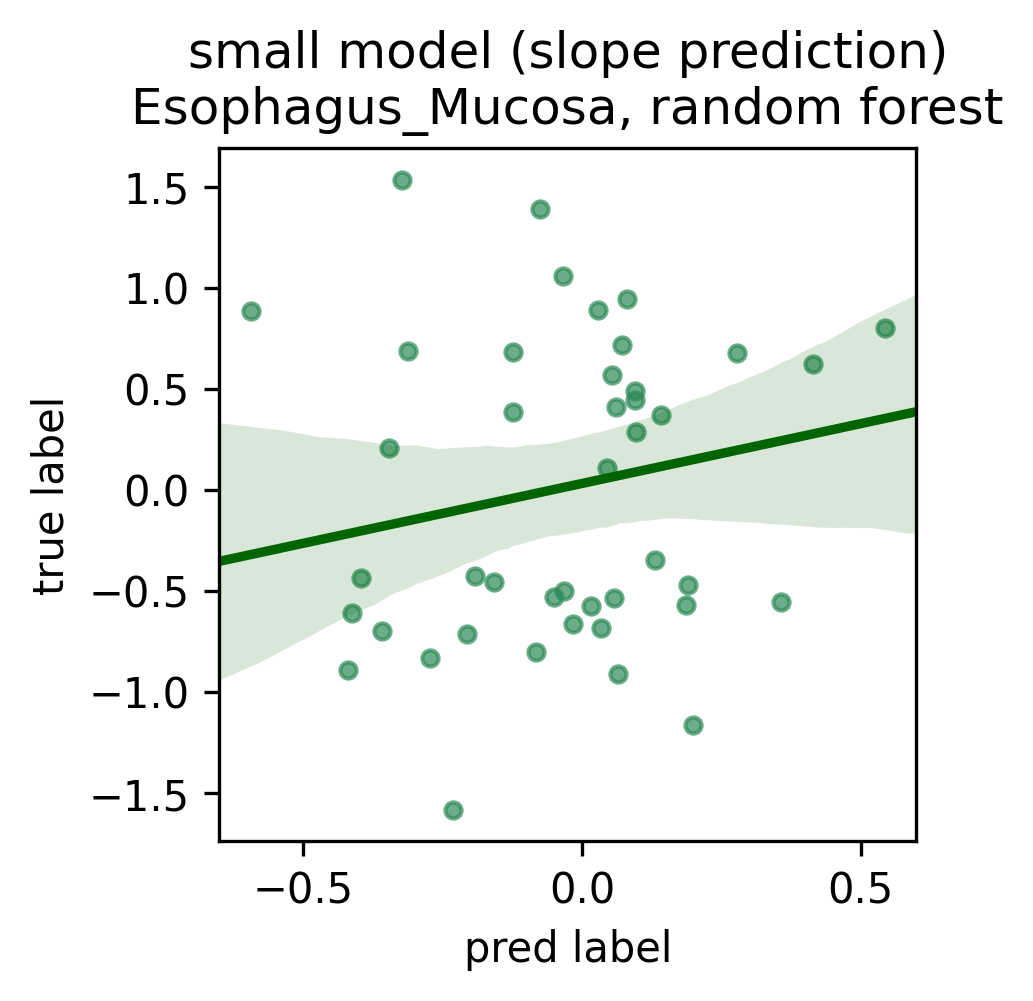 small model (slope prediction)
Esophagus_Mucosa, random forest
1.5
1.0
0.5
0.0
−0.5
−1.0
−1.5
true label
−0.5
0.0
0.5
pred label